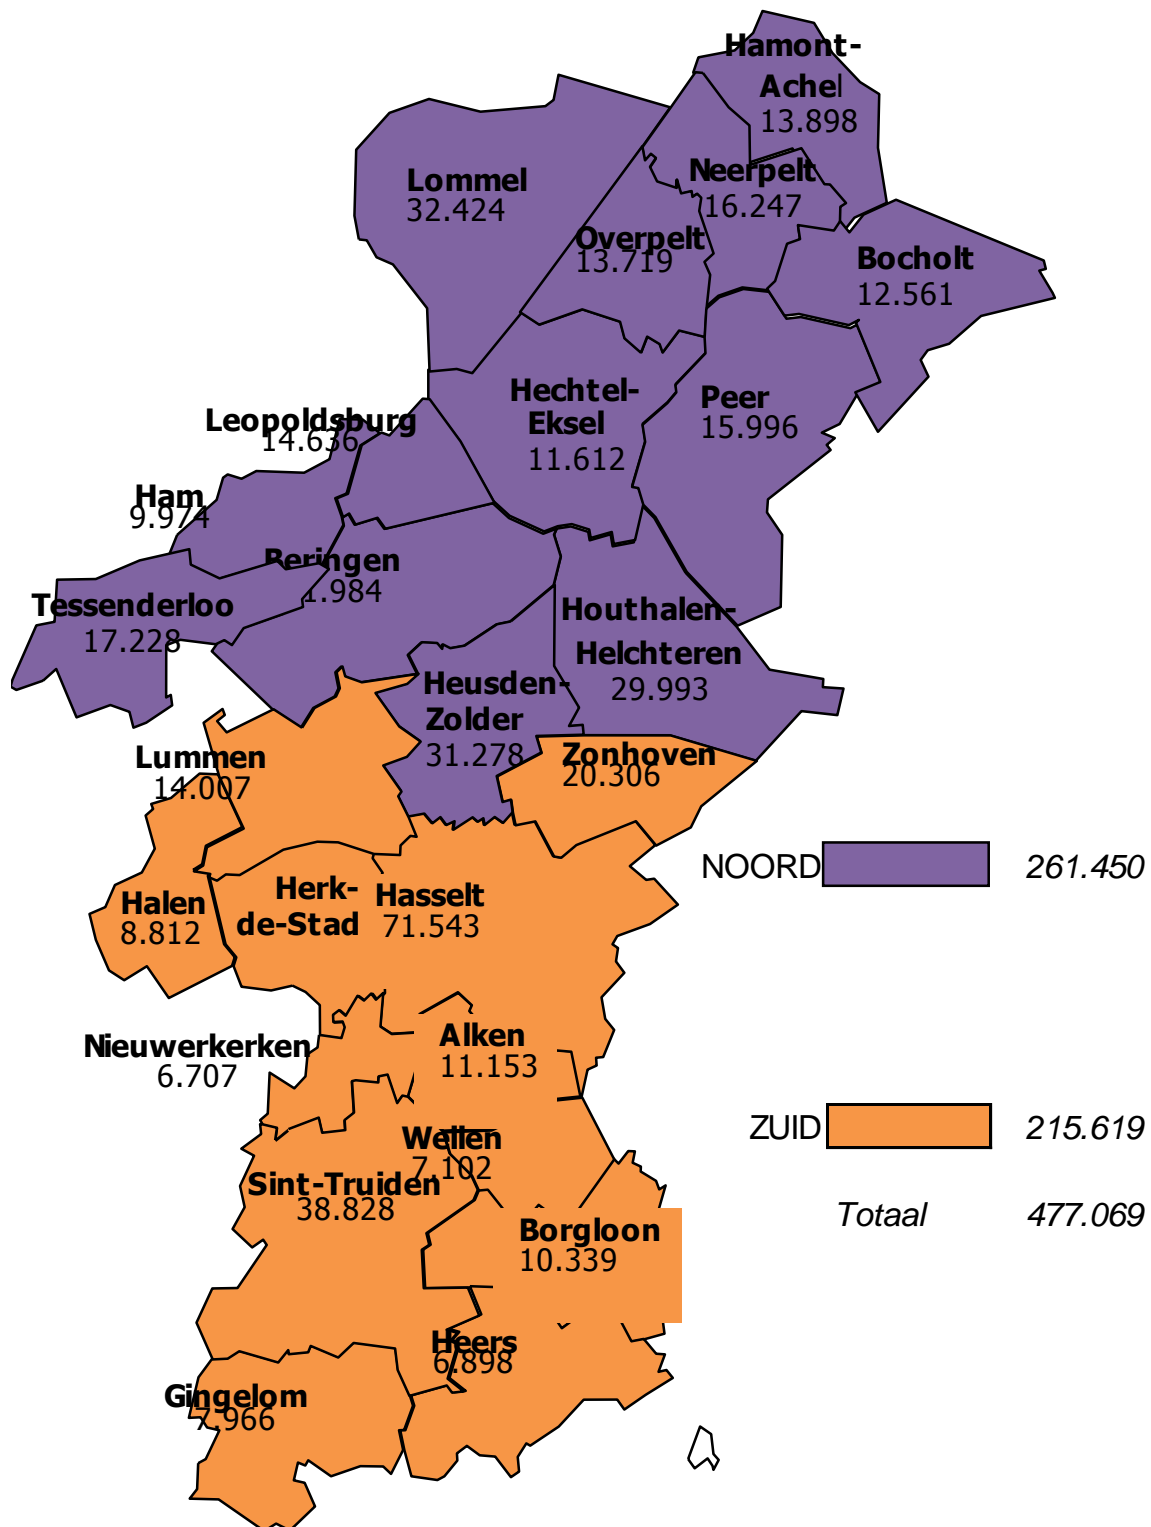 Hamont-
Achel
13.898
Neerpelt
16.247
Lommel
32.424
Overpelt
13.719
Bocholt
12.561
Hechtel-
Eksel
11.612
Peer
15.996
Leopoldsburg
14.636
Ham
9.974
Beringen
1.984
Tessenderloo
17.228
Houthalen-
Helchteren
29.993
Heusden-
Zolder
31.278
Lummen
14.007
Zonhoven
20.306
NOORD 261.450
Halen
8.812
Herk-
de-Stad
Hasselt
71.543
Nieuwerkerken
6.707
Alken
11.153
ZUID 215.619
Wellen
7.102
Sint-Truiden
38.828
Totaal 477.069
Borgloon
10.339
Heers
6.898
Gingelom
7.966